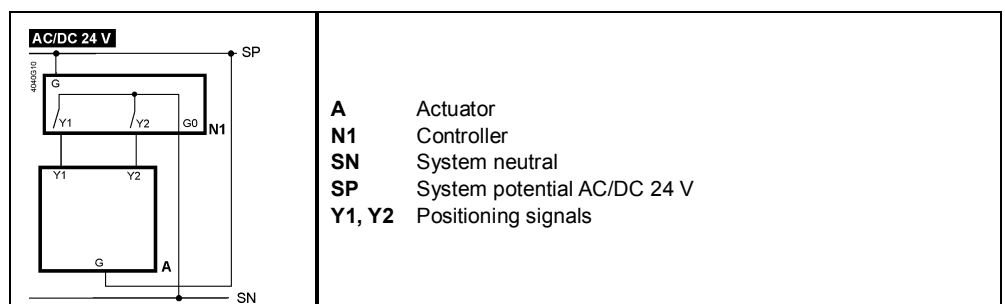 AC/DC 24 V
SP
4040G10
G
Y1 Y2 G0 N1
Y1 Y2
G A
SN
A Actuator
N1 Controller
SN System neutral
SP System potential AC/DC 24 V
Y1, Y2 Positioning signals